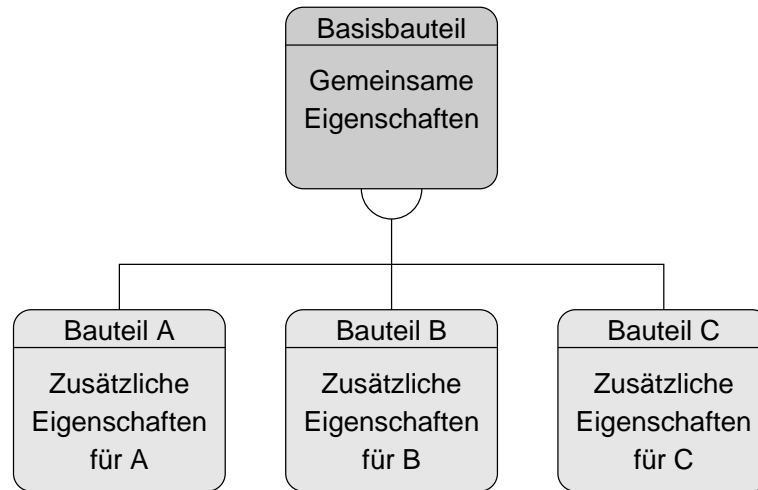 Basisbauteil
Gemeinsame
Eigenschaften
Bauteil A
Zusätzliche
Eigenschaften
für A
Bauteil B
Zusätzliche
Eigenschaften
für B
Bauteil C
Zusätzliche
Eigenschaften
für C